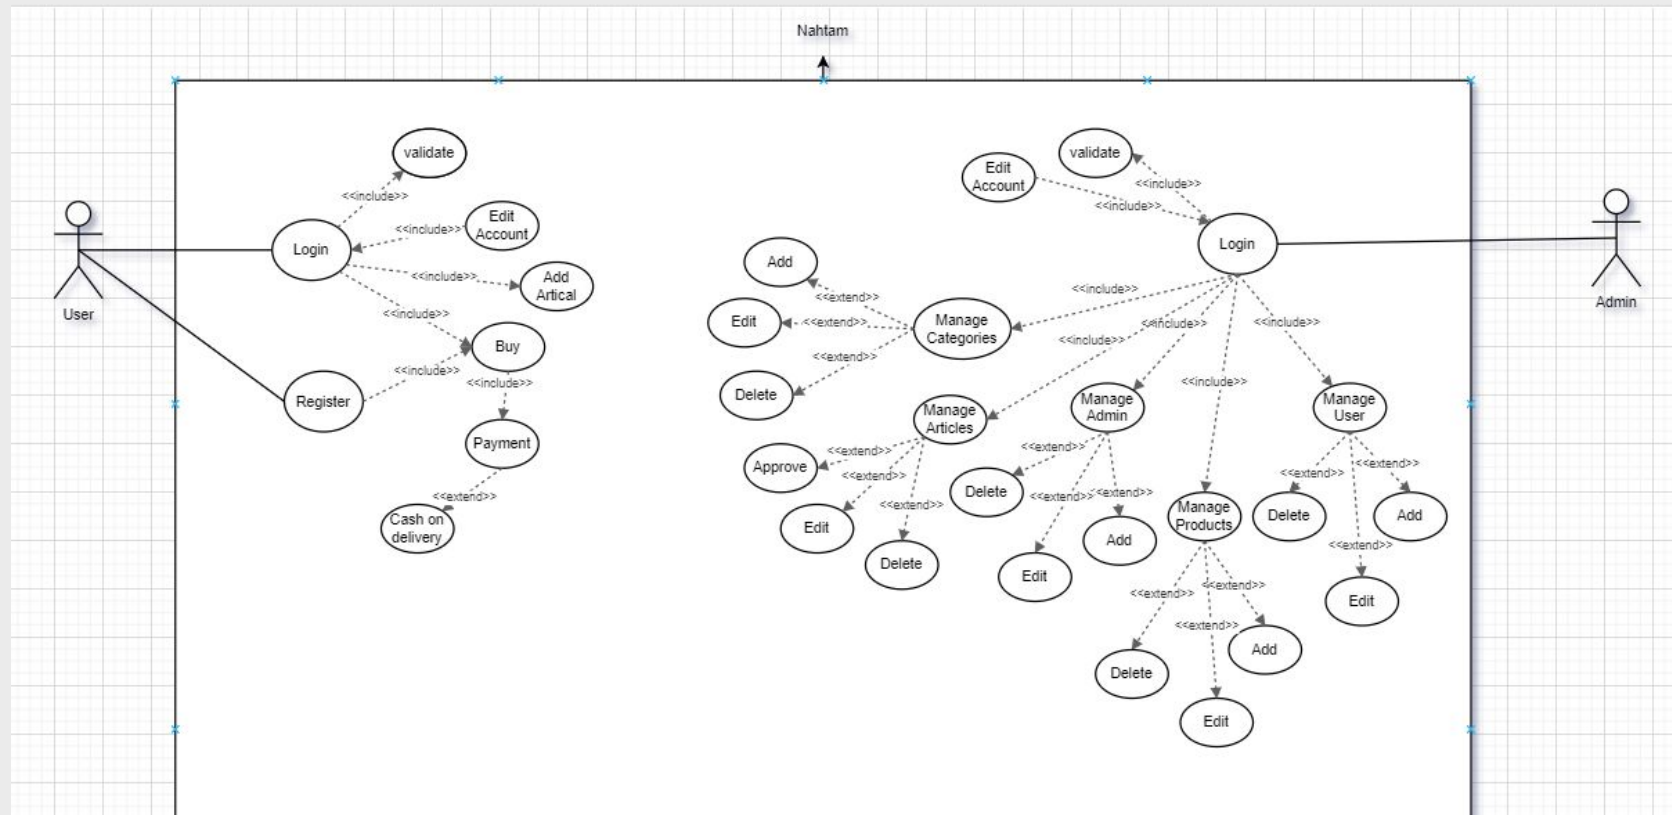 Nahtam
validate
<<include>>
Edit
Account
<<include>>
Login
<<include>>
Add
Artical
<<include>>
Buy
<<include>>
<<include>>
Register
Payment
<<extend>>
Cash on
delivery
User
validate
Edit
Account
<<include>>
<<include>>
Login
Admin
Add
<<extend>>
Edit
<<extend>>
Manage
Categories
<<include>>
<<extend>>
Delete
<<include>>
<<include>>
<<include>>
<<include>>
Manage
Articles
Approve
<<extend>>
<<extend>>
Edit
<<extend>>
Delete
Manage
Admin
<<extend>>
Delete
<<extend>>
<<extend>>
Add
Edit
Manage
Products
<<extend>>
<<extend>>
<<extend>>
Delete
Add
Edit
Manage
User
<<extend>>
<<extend>>
Delete
Add
<<extend>>
Edit